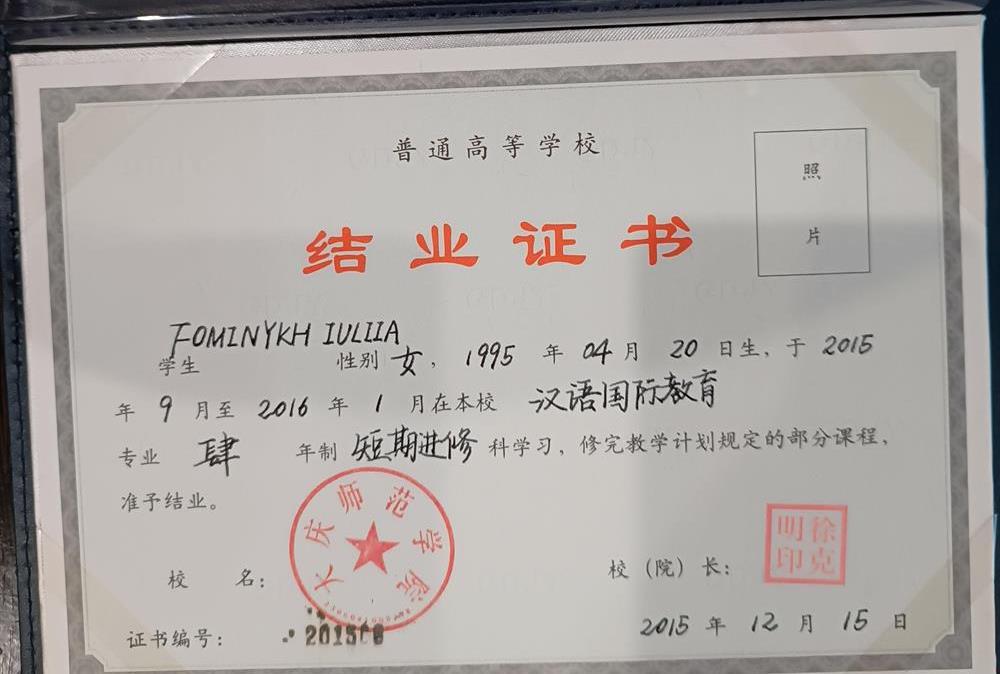 普通高等学校
照
片
结业证书
学生 FOMINYKH IULIIA 性别 女，1995 年 04 月 20 日生，于 2015
年 9 月至 2016 年 1 月在本校 汉语国际教育
专业 肆 年制 短期进修 科学习，修完教学计划规定的部分课程，
准予结业。
大庆师范学院
校 名：
校（院）长：
徐克明印
证书编号：
2015 年 12 月 15 日